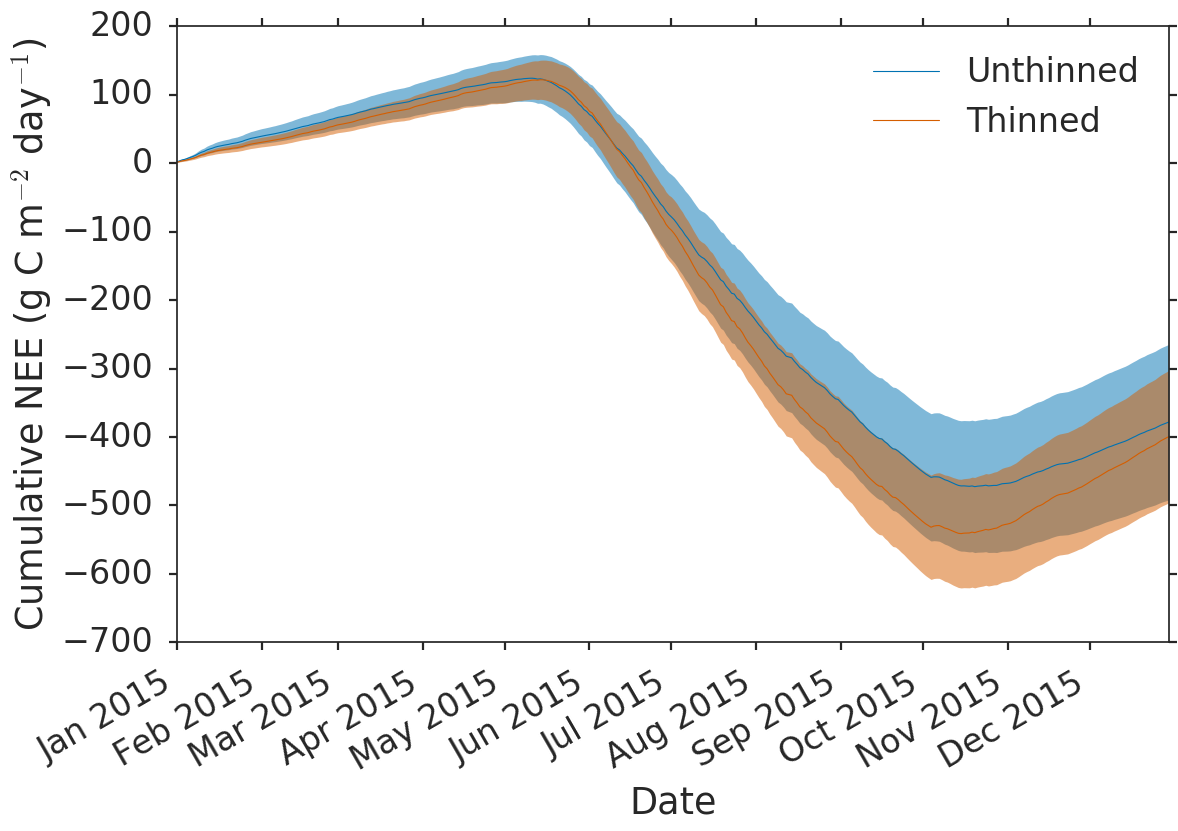 200
100
0
−100
−200
−300
−400
−500
−600
−700
Cumulative NEE (g C m⁻² day⁻¹)
Unthinned
Thinned
Jan 2015
Feb 2015
Mar 2015
Apr 2015
May 2015
Jun 2015
Jul 2015
Aug 2015
Sep 2015
Oct 2015
Nov 2015
Dec 2015
Date